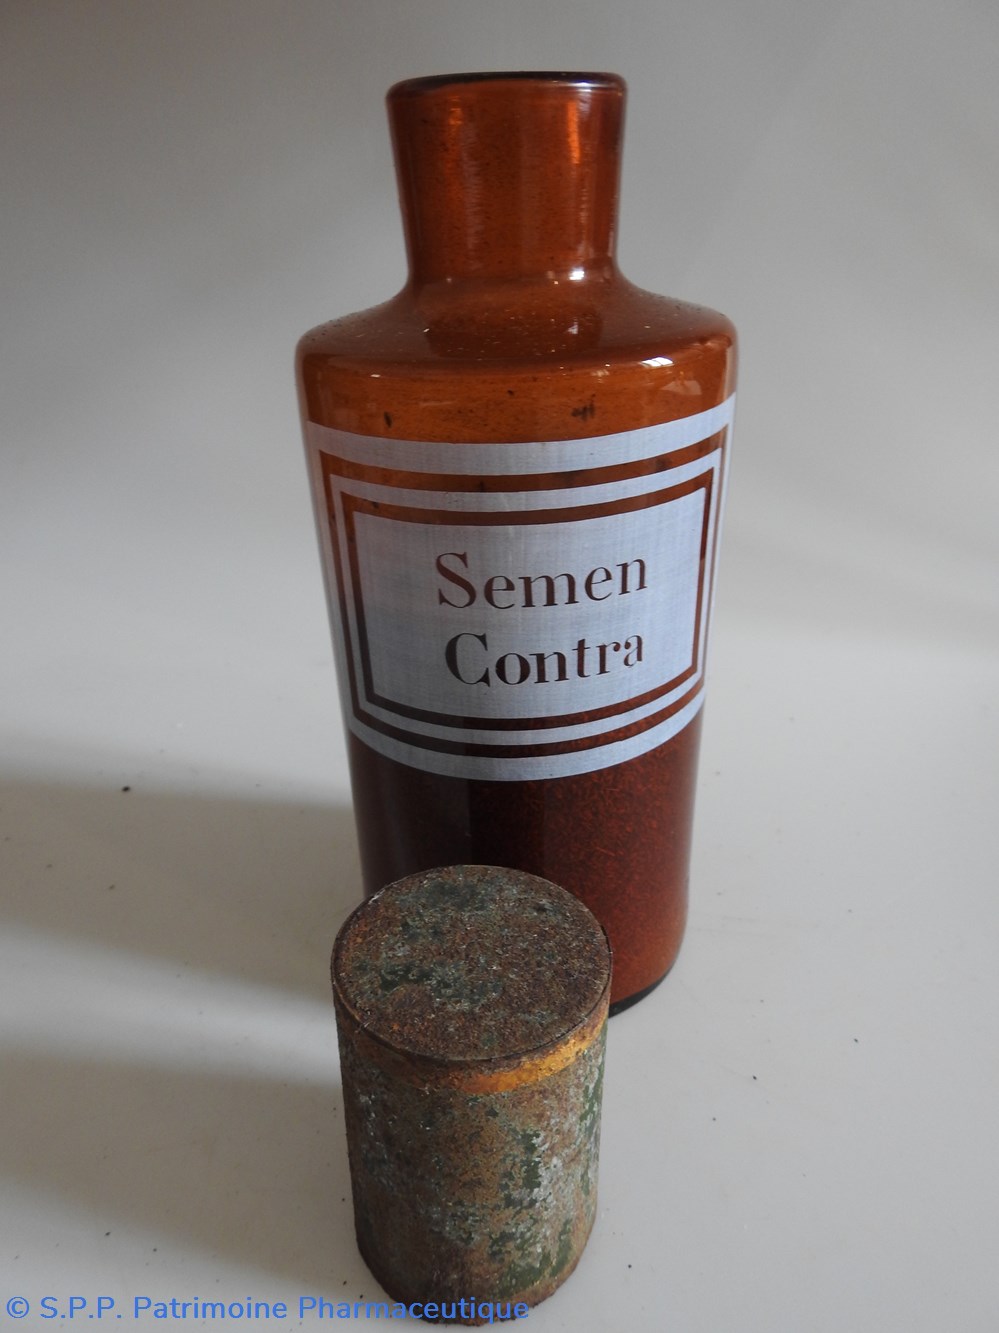 Semen
Contra
© S.P.P. Patrimoine Pharmaceutique